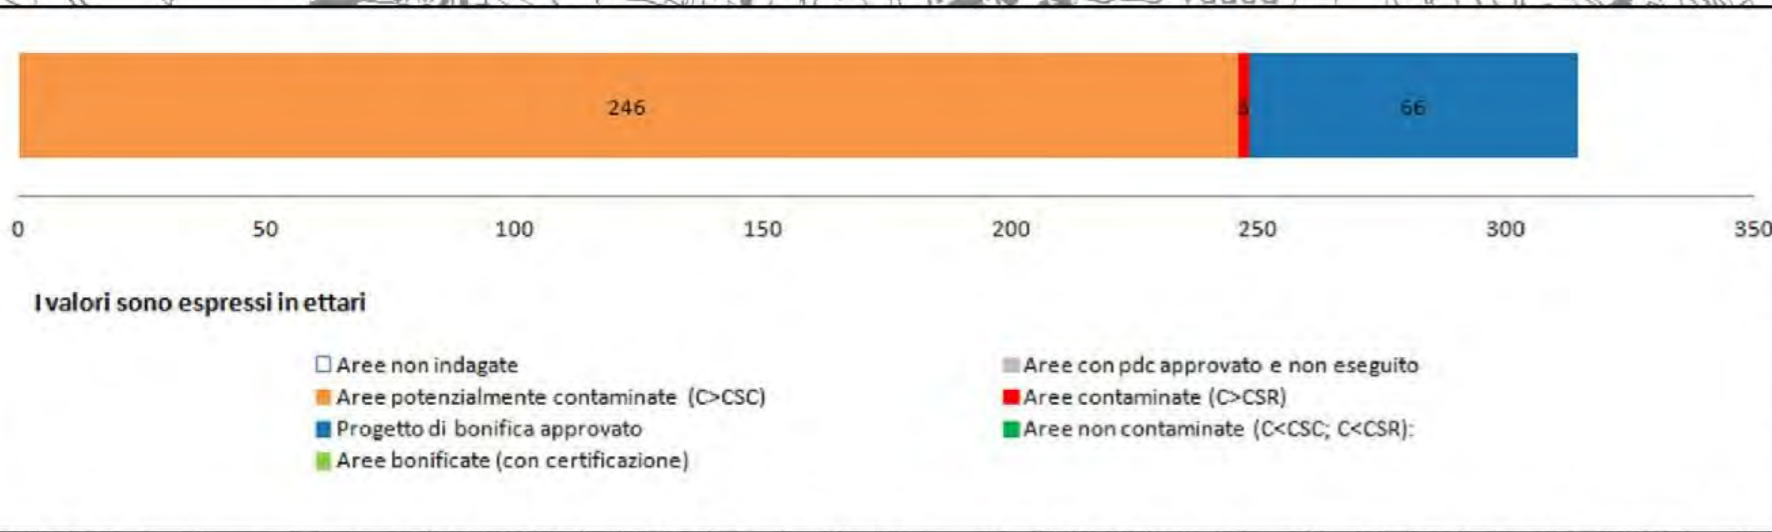 246 66
0 50 100 150 200 250 300 350
I valori sono espressi in ettari
Aree non indagate
Aree con pdc approvato e non eseguito
Aree potenzialmente contaminate (C>CSC)
Aree contaminate (C>CSR)
Progetto di bonifica approvato
Aree non contaminate (C<CSC; C<CSR):
Aree bonificate (con certificazione)